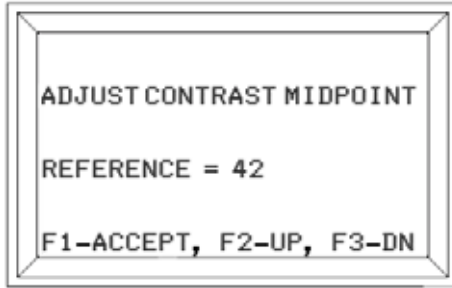 ADJUST CONTRAST MIDPOINT
REFERENCE = 42
F1-ACCEPT, F2-UP, F3-DN